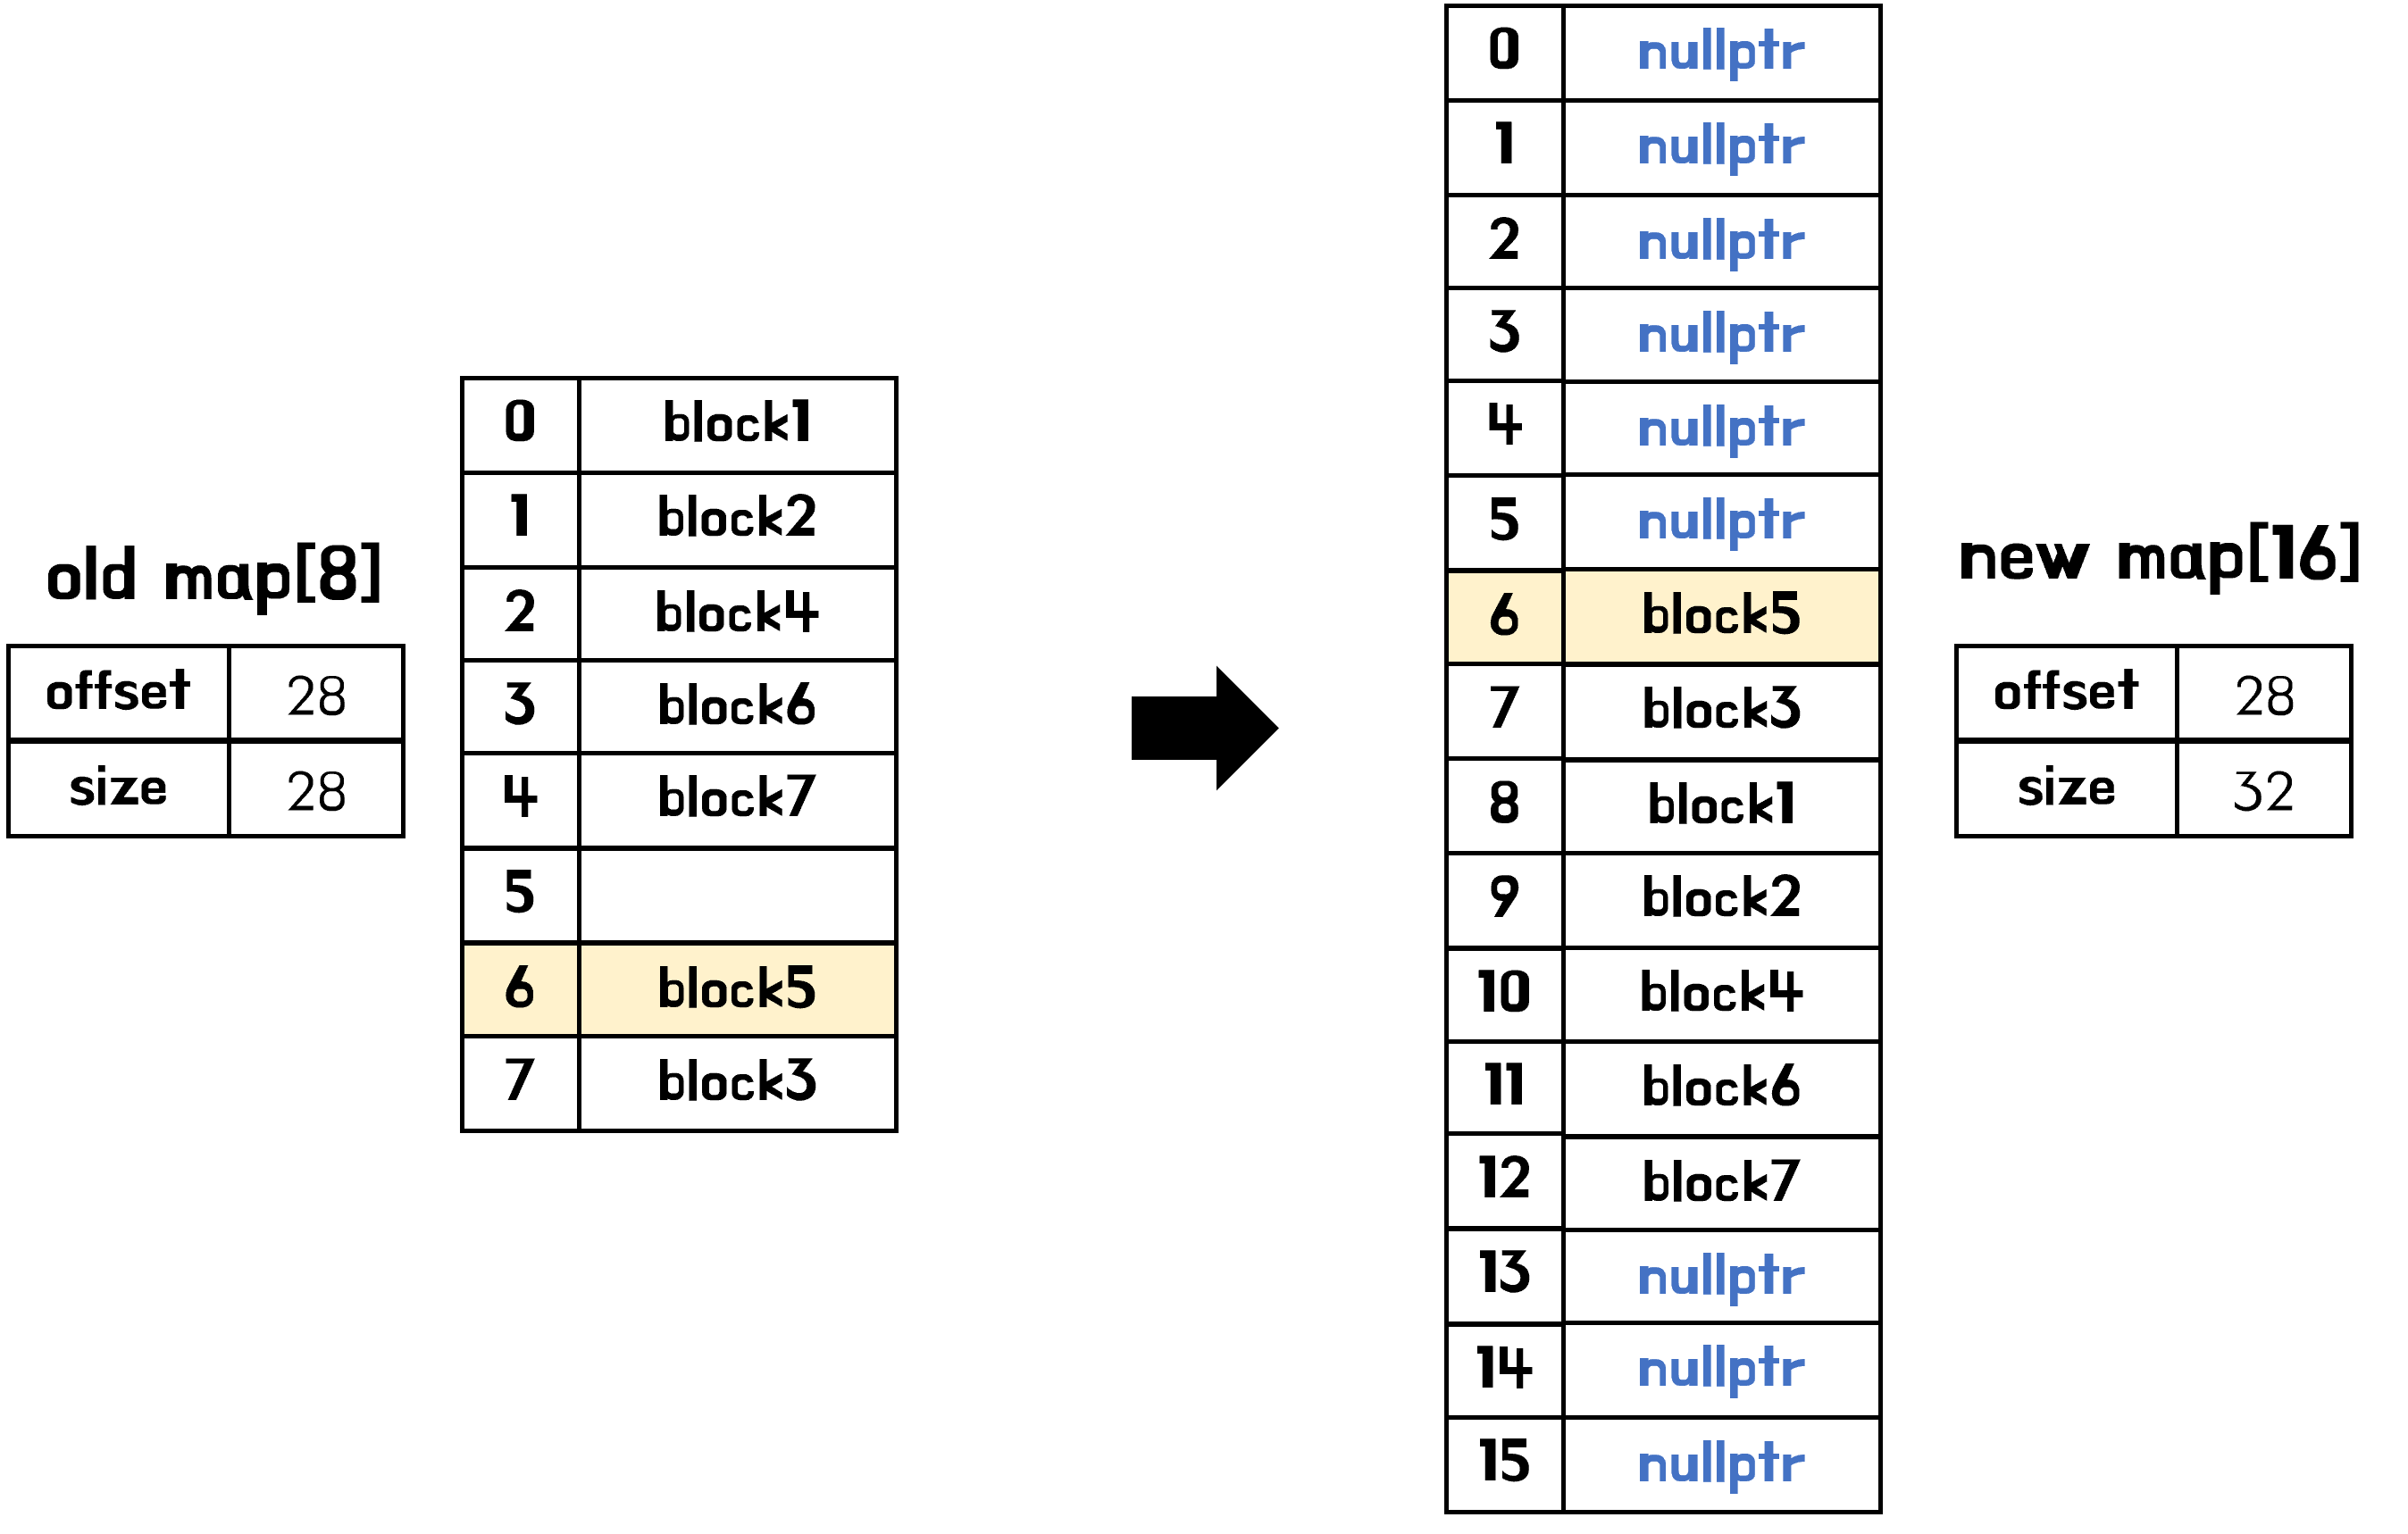 old map[8]
offset 28
size 28
0 block1
1 block2
2 block4
3 block6
4 block7
5
6 block5
7 block3
0 nullptr
1 nullptr
2 nullptr
3 nullptr
4 nullptr
5 nullptr
6 block5
7 block3
8 block1
9 block2
10 block4
11 block6
12 block7
13 nullptr
14 nullptr
15 nullptr
new map[16]
offset 28
size 32